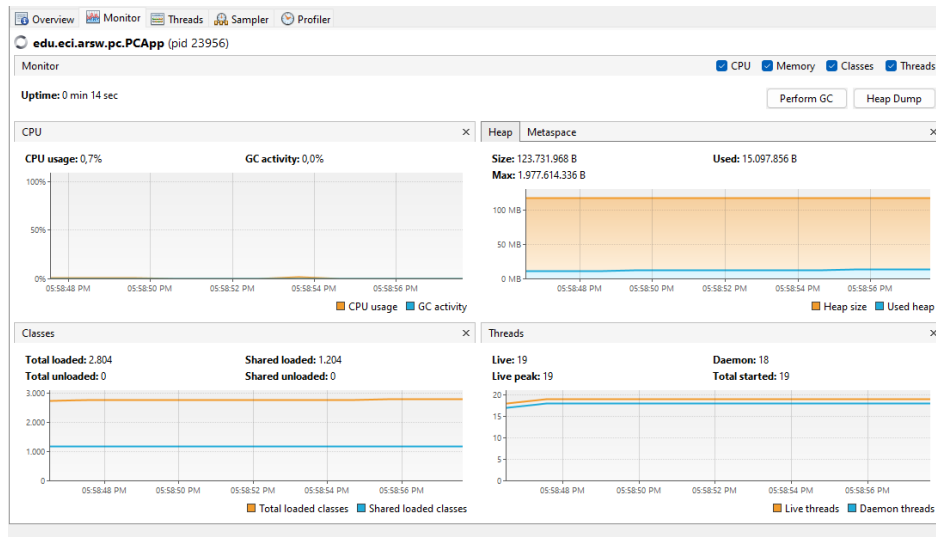 Overview Monitor Threads Sampler Profiler
edu.eci.arsw.pc.PCApp (pid 23956)
Monitor CPU Memory Classes Threads
Uptime: 0 min 14 sec
Perform GC Heap Dump
CPU ×
CPU usage: 0,7% GC activity: 0,0%
100%
50%
0%
05:58:48 PM 05:58:50 PM 05:58:52 PM 05:58:54 PM 05:58:56 PM
CPU usage GC activity
Heap Metaspace ×
Size: 123.731.968 B Used: 15.097.856 B
Max: 1.977.614.336 B
100 MB
50 MB
0 MB
05:58:48 PM 05:58:50 PM 05:58:52 PM 05:58:54 PM 05:58:56 PM
Heap size Used heap
Classes ×
Total loaded: 2.804 Shared loaded: 1.204
Total unloaded: 0 Shared unloaded: 0
3.000
2.000
1.000
0
05:58:48 PM 05:58:50 PM 05:58:52 PM 05:58:54 PM 05:58:56 PM
Total loaded classes Shared loaded classes
Threads ×
Live: 19 Daemon: 18
Live peak: 19 Total started: 19
20
15
10
5
0
05:58:48 PM 05:58:50 PM 05:58:52 PM 05:58:54 PM 05:58:56 PM
Live threads Daemon threads